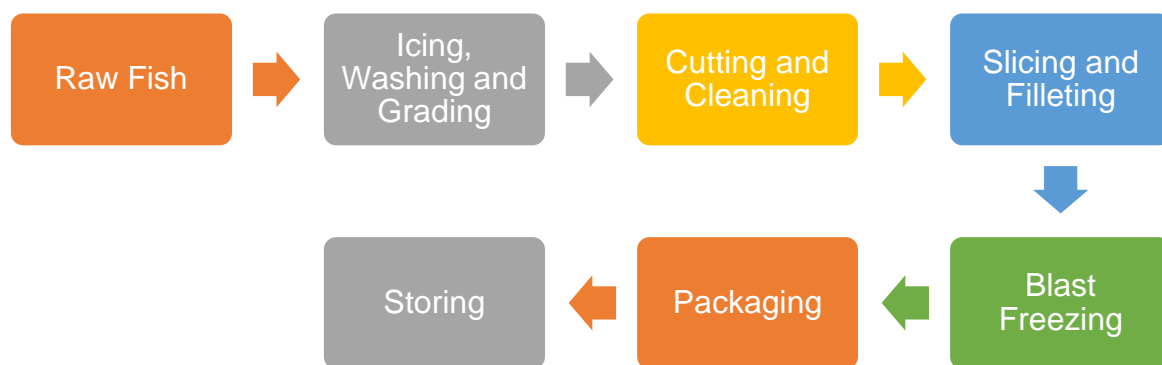 Raw Fish
Icing,
Washing and
Grading
Cutting and
Cleaning
Slicing and
Filleting
Blast
Freezing
Packaging
Storing